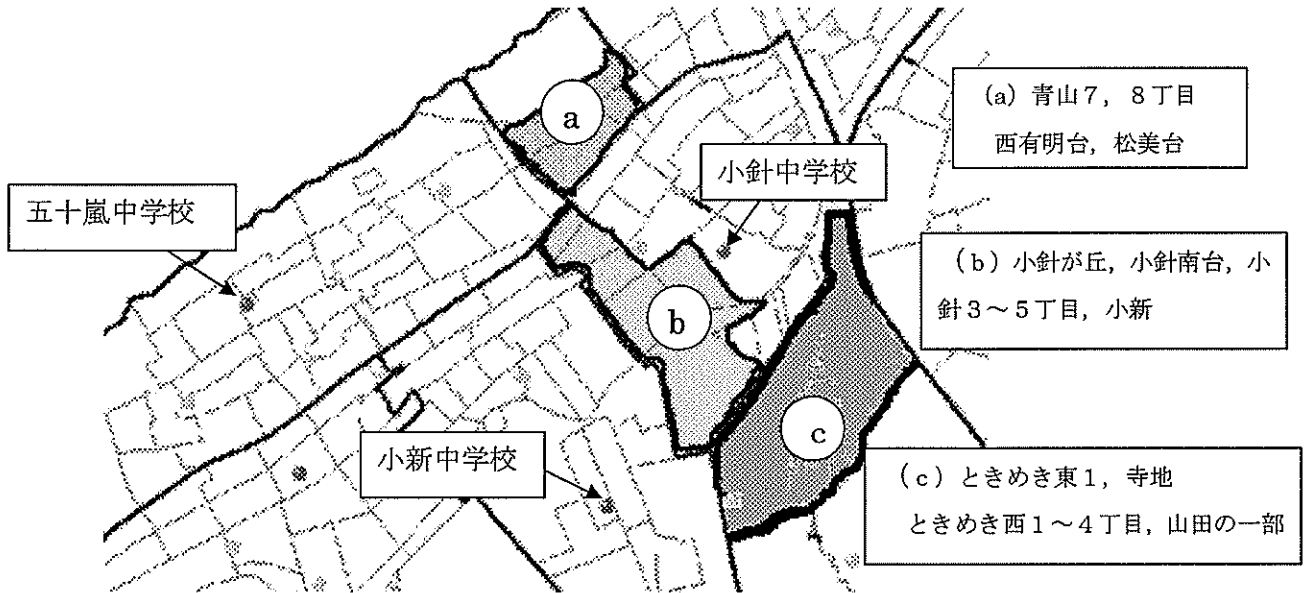 a
(a) 青山7, 8丁目
西有明台, 松美台
小針中学校
五十嵐中学校
(b) 小針が丘, 小針南台, 小
針3~5丁目, 小新
b
c
小新中学校
(c) ときめき東1, 寺地
ときめき西1~4丁目, 山田の一部